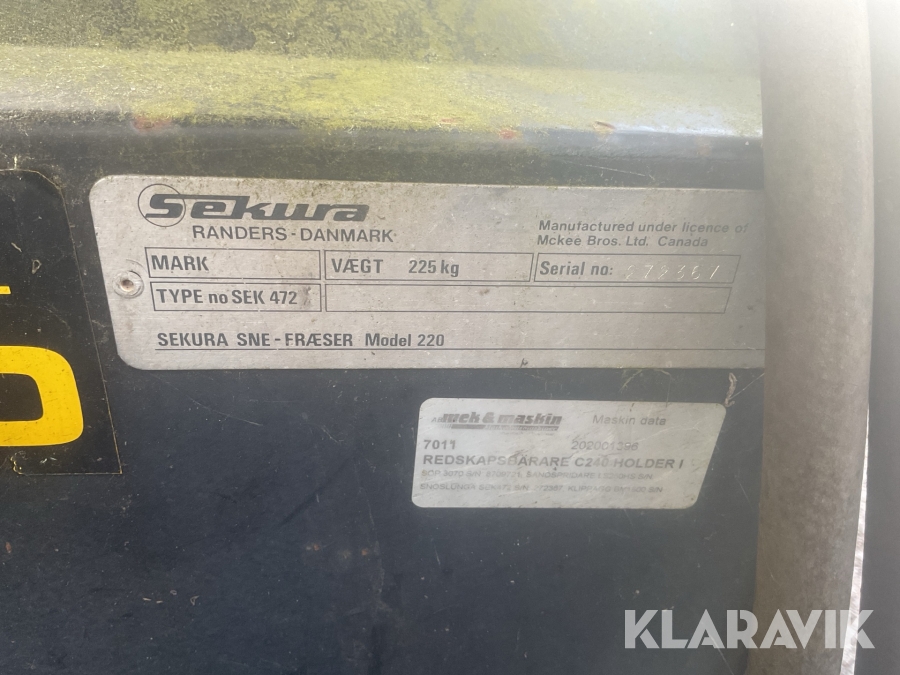 Sekura
RANDERS-DANMARK
Manufactured under licence of
Mckee Bros. Ltd. Canada
MARK
VÆGT 225 kg
Serial no:
TYPE no SEK 472
SEKURA SNE-FRÆSER Model 220
mek & maskin
Maskin data
7011
202001396
REDSKAPSBÄRARE C240 HOLDER I
KLARAVIK